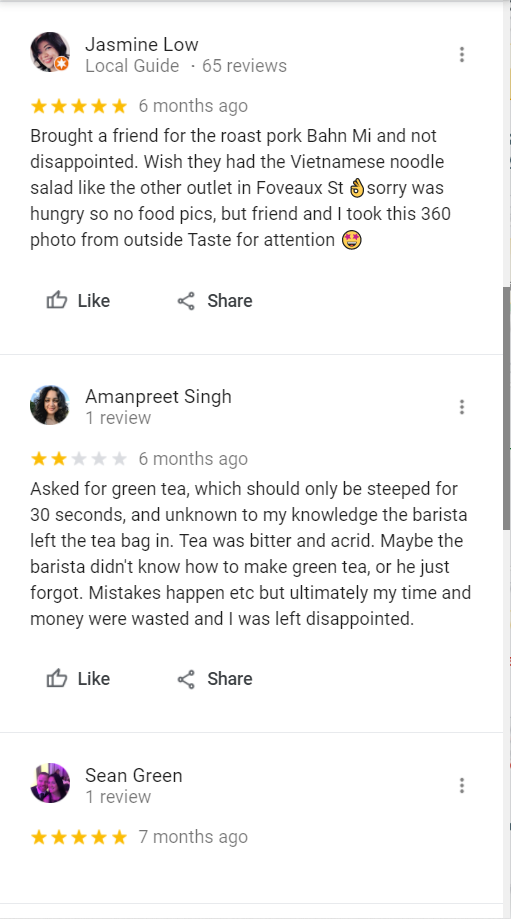 Jasmine Low
Local Guide · 65 reviews
6 months ago
Brought a friend for the roast pork Bahn Mi and not
disappointed. Wish they had the Vietnamese noodle
salad like the other outlet in Foveaux St 👌sorry was
hungry so no food pics, but friend and I took this 360
photo from outside Taste for attention 🤩
Like Share
Amanpreet Singh
1 review
6 months ago
Asked for green tea, which should only be steeped for
30 seconds, and unknown to my knowledge the barista
left the tea bag in. Tea was bitter and acrid. Maybe the
barista didn't know how to make green tea, or he just
forgot. Mistakes happen etc but ultimately my time and
money were wasted and I was left disappointed.
Like Share
Sean Green
1 review
7 months ago